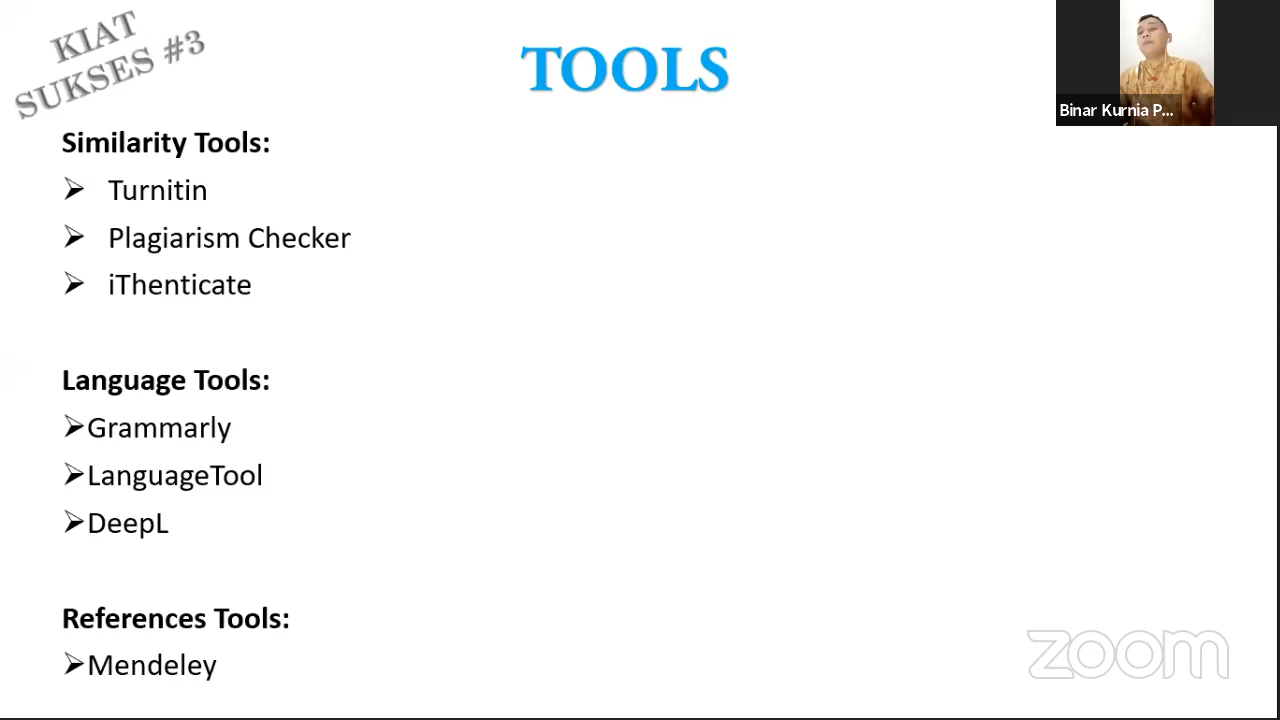 KIAT
SUKSES #3
TOOLS
Binar Kurnia P...
Similarity Tools:
Turnitin
Plagiarism Checker
iThenticate
Language Tools:
Grammarly
LanguageTool
DeepL
References Tools:
Mendeley
zoom